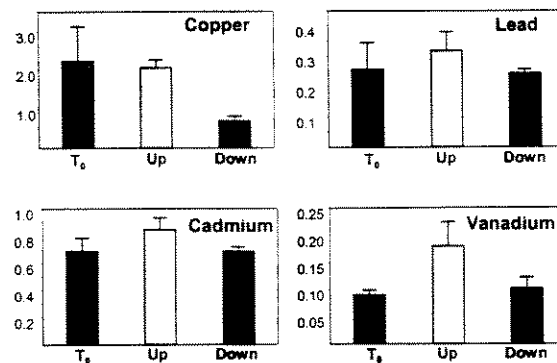 Copper
3.0
2.0
1.0
T₀ Up Down
Lead
0.4
0.3
0.2
0.1
T₀ Up Down
Cadmium
1.0
0.8
0.6
0.4
0.2
T₀ Up Down
Vanadium
0.25
0.20
0.15
0.10
0.05
T₀ Up Down